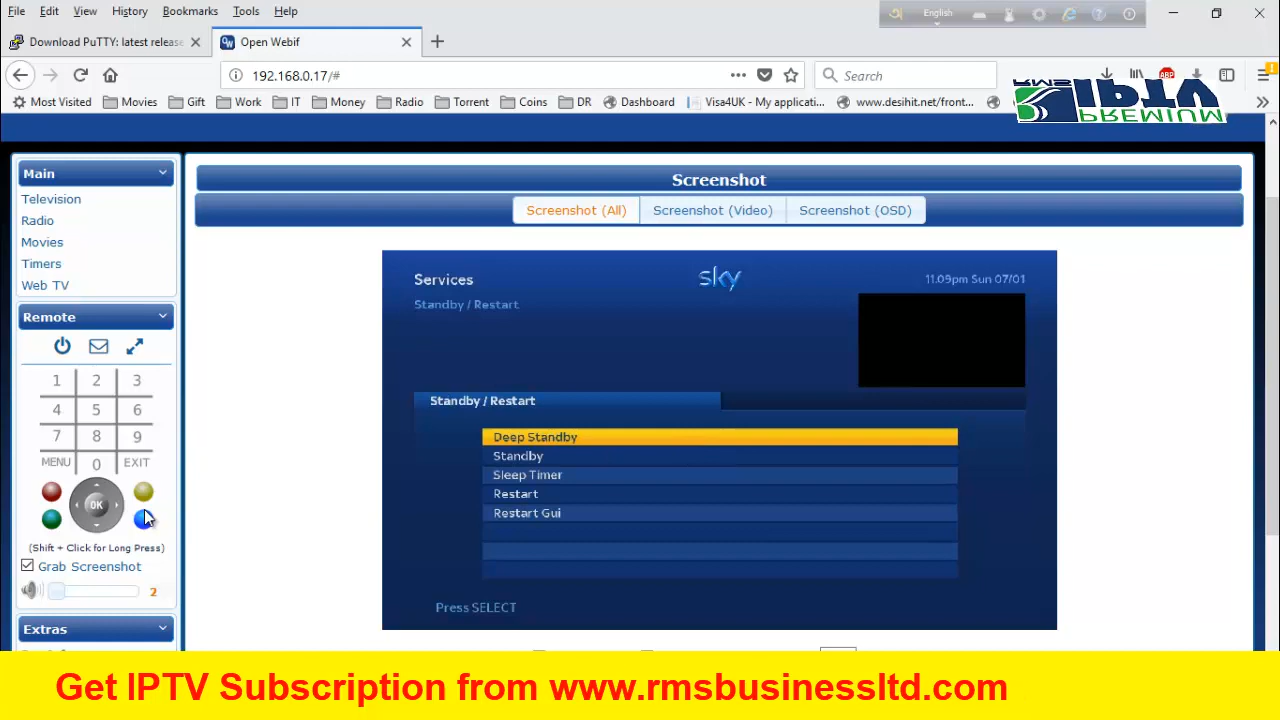 File Edit View History Bookmarks Tools Help
English
Download PuTTY: latest release
Open Webif
192.168.0.17/#
Search
ABP
Most Visited Movies Gift Work IT Money Radio Torrent Coins DR Dashboard Visa4UK - My applicati... www.desihit.net/front...
RMS IPTV
PREMIUM
Main
Television
Radio
Movies
Timers
Web TV
Remote
1 2 3
4 5 6
7 8 9
MENU 0 EXIT
OK
(Shift + Click for Long Press)
Grab Screenshot
2
Extras
Screenshot
Screenshot (All) Screenshot (Video) Screenshot (OSD)
Services
sky
11.09pm Sun 07/01
Standby / Restart
Standby / Restart
Deep Standby
Standby
Sleep Timer
Restart
Restart Gui
Press SELECT
Get IPTV Subscription from www.rmsbusinessltd.com